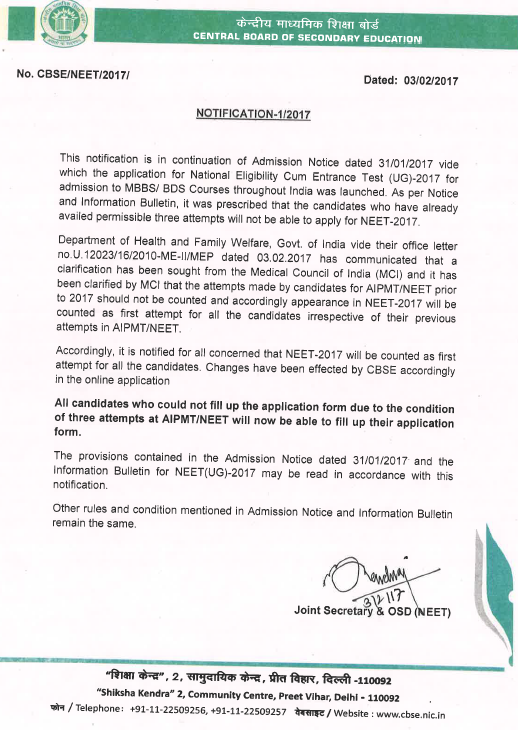 केन्द्रीय माध्यमिक शिक्षा बोर्ड
CENTRAL BOARD OF SECONDARY EDUCATION
No. CBSE/NEET/2017/
Dated: 03/02/2017
NOTIFICATION-1/2017
This notification is in continuation of Admission Notice dated 31/01/2017 vide
which the application for National Eligibility Cum Entrance Test (UG)-2017 for
admission to MBBS/ BDS Courses throughout India was launched. As per Notice
and Information Bulletin, it was prescribed that the candidates who have already
availed permissible three attempts will not be able to apply for NEET-2017.
Department of Health and Family Welfare, Govt. of India vide their office letter
no.U.12023/16/2010-ME-II/MEP dated 03.02.2017 has communicated that a
clarification has been sought from the Medical Council of India (MCI) and it has
been clarified by MCI that the attempts made by candidates for AIPMT/NEET prior
to 2017 should not be counted and accordingly appearance in NEET-2017 will be
counted as first attempt for all the candidates irrespective of their previous
attempts in AIPMT/NEET.
Accordingly, it is notified for all concerned that NEET-2017 will be counted as first
attempt for all the candidates. Changes have been effected by CBSE accordingly
in the online application
All candidates who could not fill up the application form due to the condition
of three attempts at AIPMT/NEET will now be able to fill up their application
form.
The provisions contained in the Admission Notice dated 31/01/2017 and the
Information Bulletin for NEET(UG)-2017 may be read in accordance with this
notification.
Other rules and condition mentioned in Admission Notice and Information Bulletin
remain the same.
3/2/17
Joint Secretary & OSD (NEET)
"शिक्षा केन्द्र", 2, सामुदायिक केन्द्र, प्रीत विहार, दिल्ली -110092
"Shiksha Kendra" 2, Community Centre, Preet Vihar, Delhi - 110092
फोन / Telephone: +91-11-22509256, +91-11-22509257 वेबसाइट / Website : www.cbse.nic.in